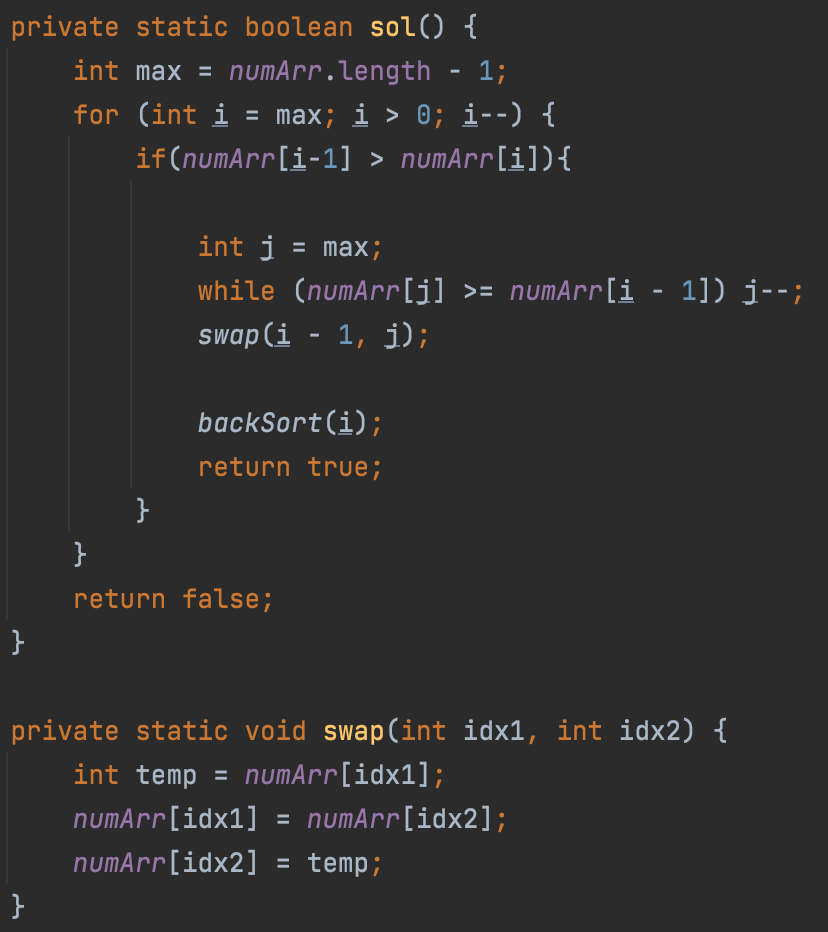 private static boolean sol() {
    int max = numArr.length - 1;
    for (int i = max; i > 0; i--) {
        if(numArr[i-1] > numArr[i]){

            int j = max;
            while (numArr[j] >= numArr[i - 1]) j--;
            swap(i - 1, j);

            backSort(i);
            return true;
        }
    }
    return false;
}

private static void swap(int idx1, int idx2) {
    int temp = numArr[idx1];
    numArr[idx1] = numArr[idx2];
    numArr[idx2] = temp;
}